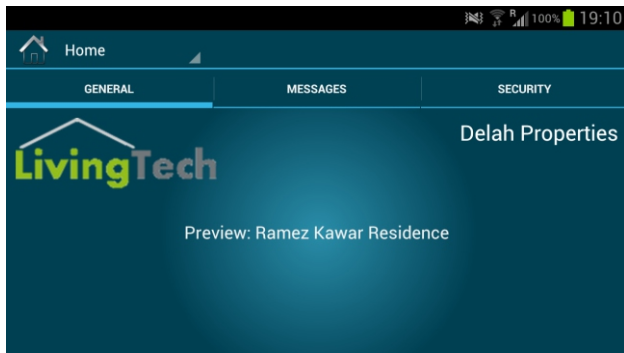 R 100% 19:10
Home
GENERAL MESSAGES SECURITY
Delah Properties
LivingTech
Preview: Ramez Kawar Residence